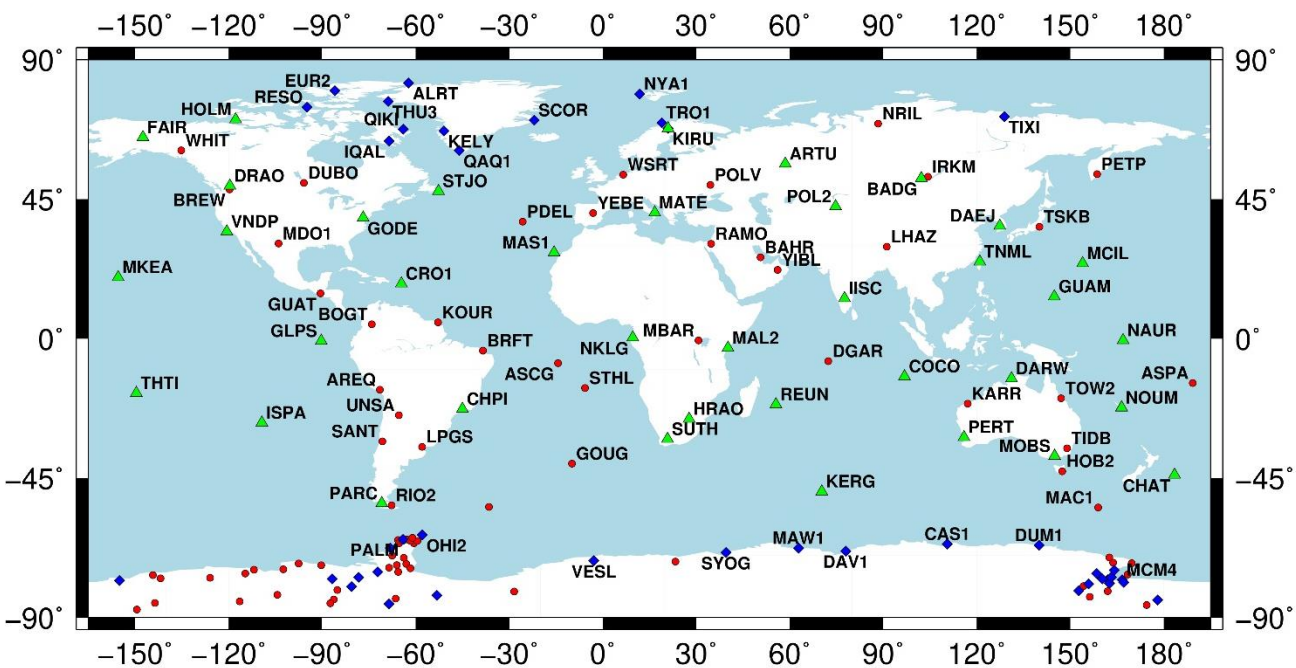 −150 −120 −90 −60 −30 0 30 60 90 120 150 180
90˚ 90˚
EUR2 NYA1
RESO ALRT
HOLM THU3 SCOR TRO1 NRIL
QIKI TIXI
FAIR KELY KIRU
WHIT IQAL QAQ1 WSRT ARTU IRKM PETP
DRAO DUBO STJO POLV BADG
BREW POL2
45˚ 45˚
VNDP PDEL YEBE MATE DAEJ TSKB
MDO1 GODE RAMO LHAZ
MAS1 BAHR TNML MCIL
MKEA CRO1 YIBL
GUAT IISC GUAM
BOGT KOUR
GLPS MBAR MAL2 NAUR
0˚ 0˚
BRFT NKLG DGAR
ASCG COCO DARW ASPA
THTI AREQ STHL REUN KARR TOW2
ISPA UNSA CHPI HRAO NOUM
SANT LPGS SUTH PERT TIDB
MOBS
GOUG HOB2
−45˚ −45˚
PARC RIO2 KERG CHAT
MAC1
PALM OHI2 MAW1 CAS1 DUM1
VESL SYOG DAV1 MCM4
−90˚ −90˚
−150 −120 −90 −60 −30 0 30 60 90 120 150 180